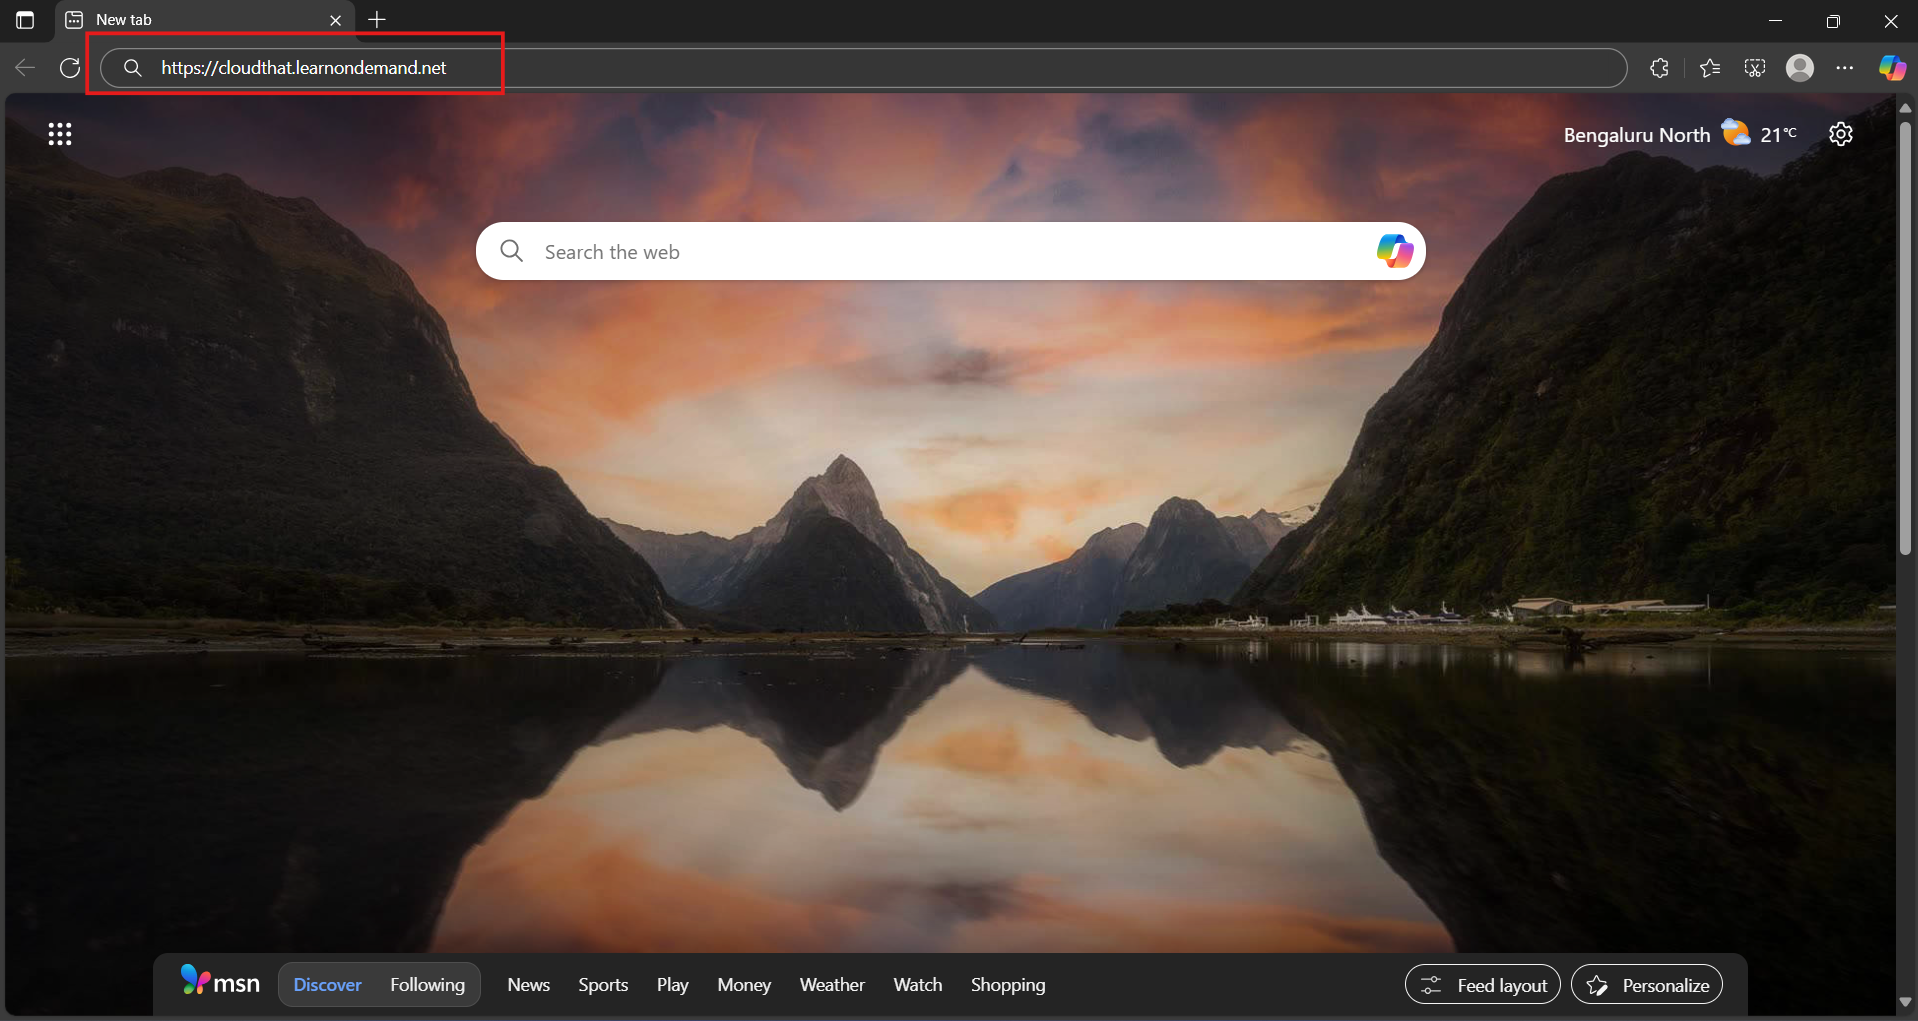 New tab
https://cloudthat.learnondemand.net
Bengaluru North 21°C
Search the web
msn Discover Following News Sports Play Money Weather Watch Shopping Feed layout Personalize